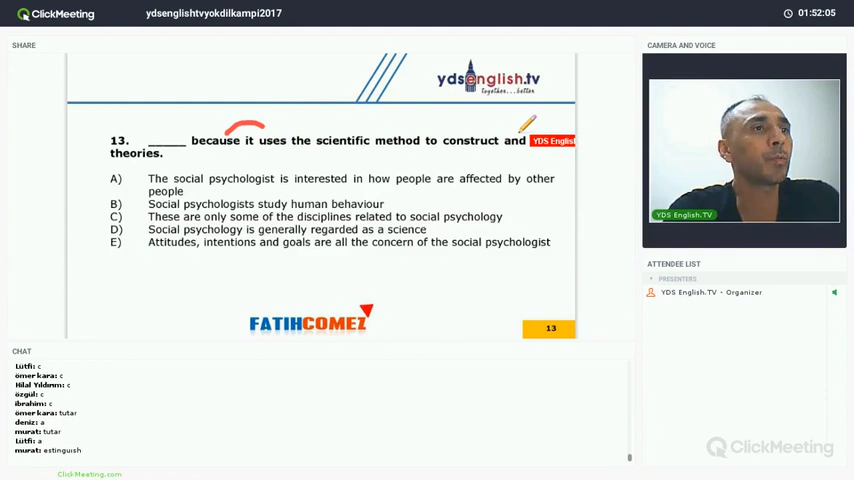 ClickMeeting
ydsenglishtvyokdilkampi2017
01:52:05
SHARE
CAMERA AND VOICE
ydsenglish.tv
together...better
13. _____ because it uses the scientific method to construct and YDS English
theories.
A) The social psychologist is interested in how people are affected by other
people
B) Social psychologists study human behaviour
C) These are only some of the disciplines related to social psychology
D) Social psychology is generally regarded as a science
E) Attitudes, intentions and goals are all the concern of the social psychologist
FATIHCOMEZ
13
YDS English.TV
ATTENDEE LIST
PRESENTERS
YDS English.TV - Organizer
CHAT
Lütfi: c
ömer kara: c
Hilal Yıldırım: c
özgül: c
ibrahim: c
ömer kara: tutar
deniz: a
murat: tutar
Lütfi: a
murat: estinguish
ClickMeeting
ClickMeeting.com